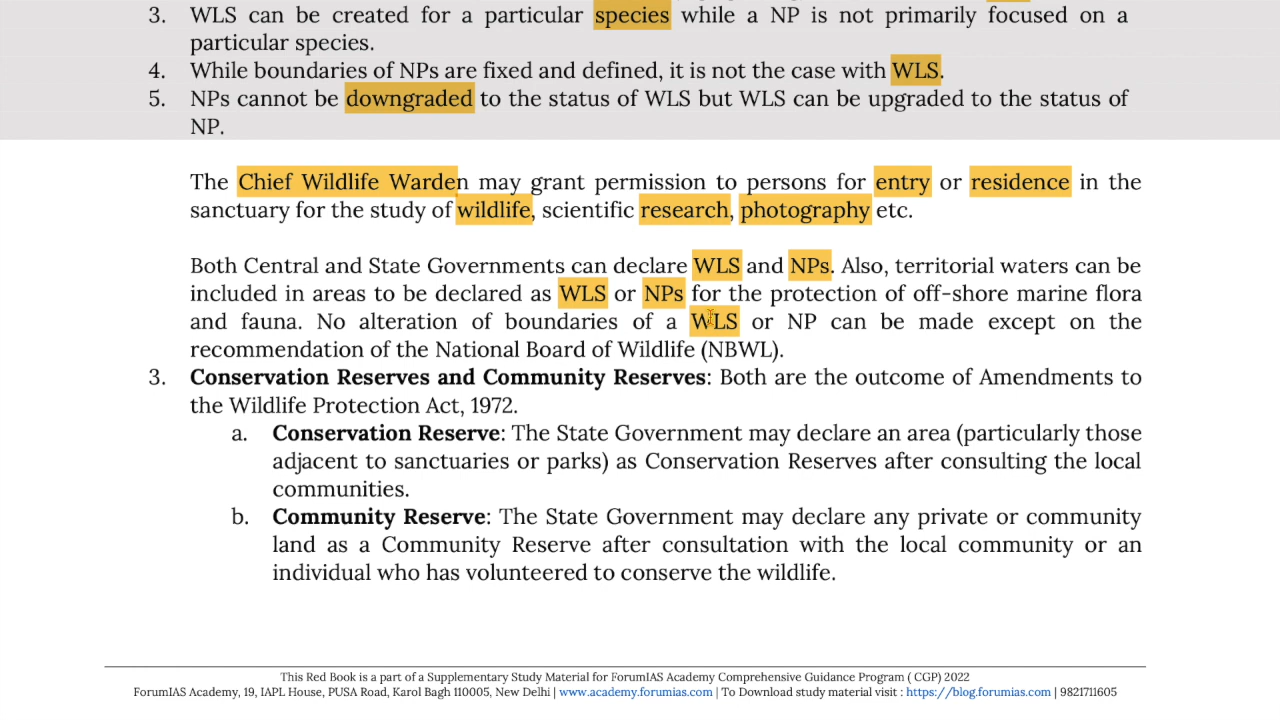 3. WLS can be created for a particular species while a NP is not primarily focused on a
particular species.
4. While boundaries of NPs are fixed and defined, it is not the case with WLS.
5. NPs cannot be downgraded to the status of WLS but WLS can be upgraded to the status of
NP.
The Chief Wildlife Warden may grant permission to persons for entry or residence in the
sanctuary for the study of wildlife, scientific research, photography etc.
Both Central and State Governments can declare WLS and NPs. Also, territorial waters can be
included in areas to be declared as WLS or NPs for the protection of off-shore marine flora
and fauna. No alteration of boundaries of a WLS or NP can be made except on the
recommendation of the National Board of Wildlife (NBWL).
3. Conservation Reserves and Community Reserves: Both are the outcome of Amendments to
the Wildlife Protection Act, 1972.
a. Conservation Reserve: The State Government may declare an area (particularly those
adjacent to sanctuaries or parks) as Conservation Reserves after consulting the local
communities.
b. Community Reserve: The State Government may declare any private or community
land as a Community Reserve after consultation with the local community or an
individual who has volunteered to conserve the wildlife.
This Red Book is a part of a Supplementary Study Material for ForumIAS Academy Comprehensive Guidance Program ( CGP) 2022
ForumIAS Academy, 19, IAPL House, PUSA Road, Karol Bagh 110005, New Delhi | www.academy.forumias.com | To Download study material visit : https://blog.forumias.com | 9821711605